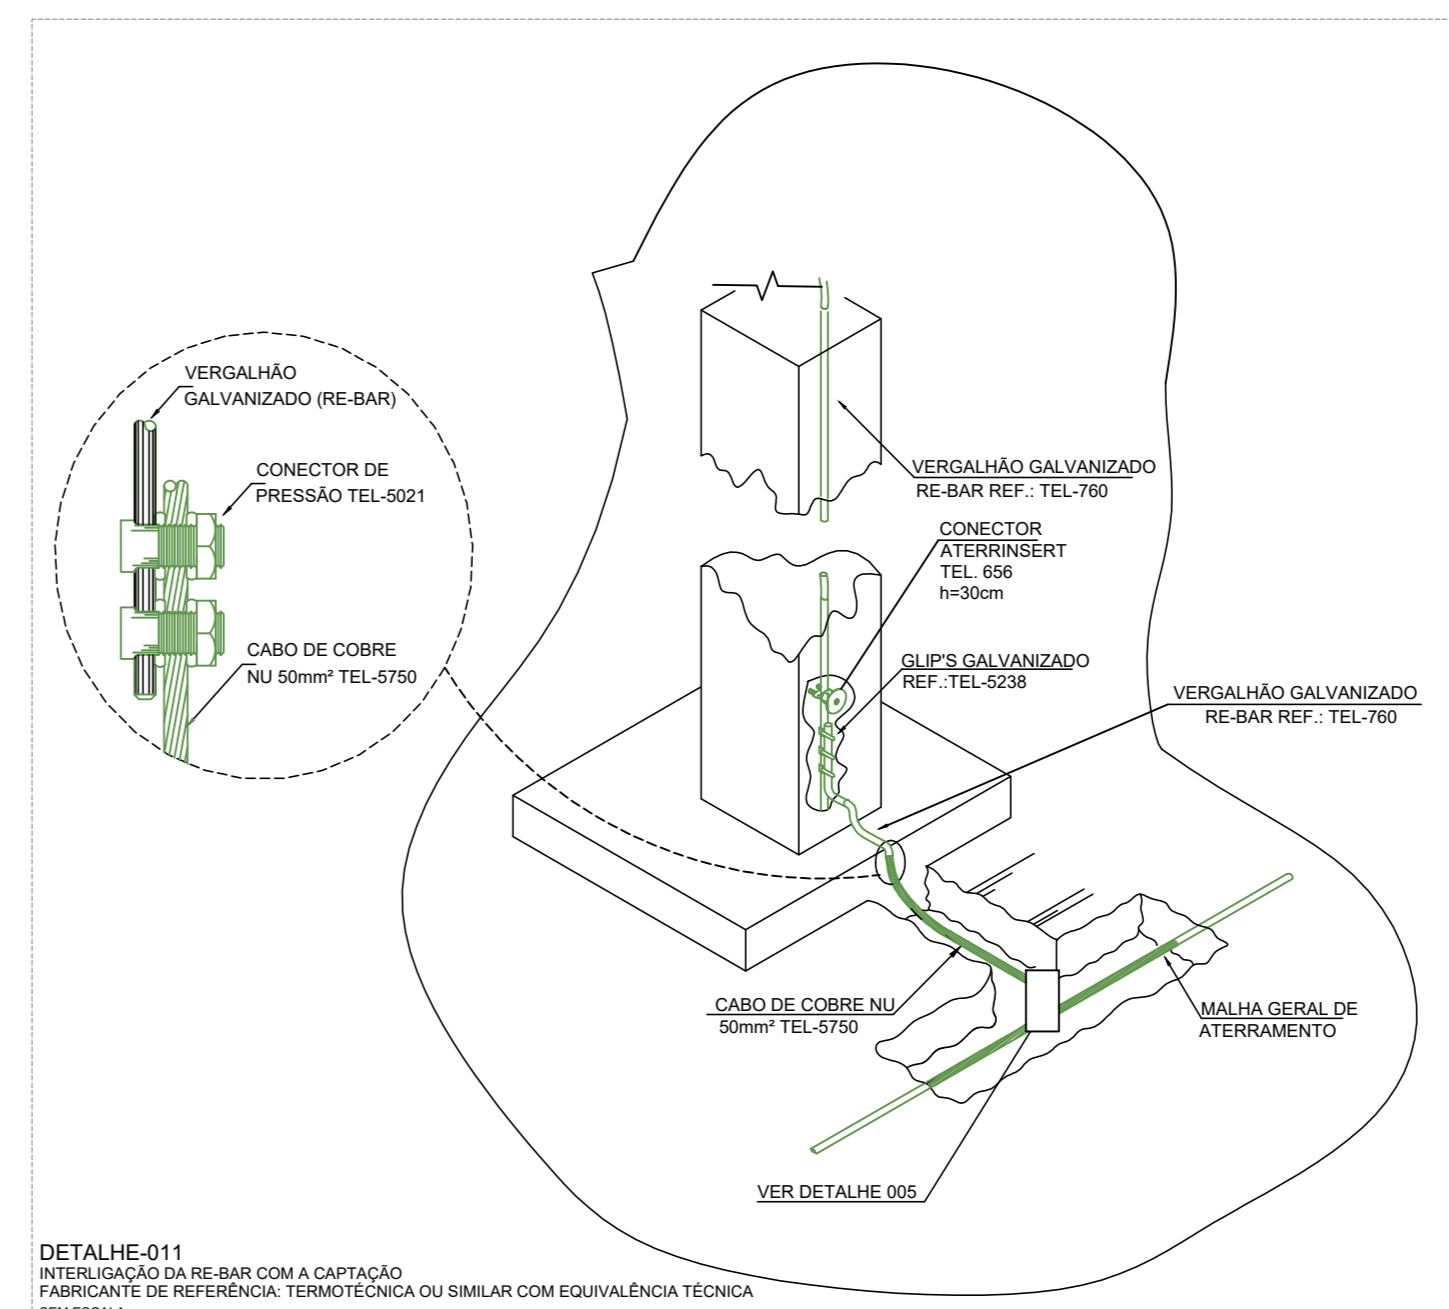 VERGALHÃO
GALVANIZADO (RE-BAR)
CONECTOR DE
PRESSÃO TEL-5021
CABO DE COBRE
NU 50mm² TEL-5750
VERGALHÃO GALVANIZADO
RE-BAR REF.: TEL-760
CONECTOR
ATERRINSERT
TEL. 656
h=30cm
GLIP'S GALVANIZADO
REF.:TEL-5238
VERGALHÃO GALVANIZADO
RE-BAR REF.: TEL-760
CABO DE COBRE NU
50mm² TEL-5750
MALHA GERAL DE
ATERRAMENTO
VER DETALHE 005
DETALHE-011
INTERLIGAÇÃO DA RE-BAR COM A CAPTAÇÃO
FABRICANTE DE REFERÊNCIA: TERMOTÉCNICA OU SIMILAR COM EQUIVALÊNCIA TÉCNICA